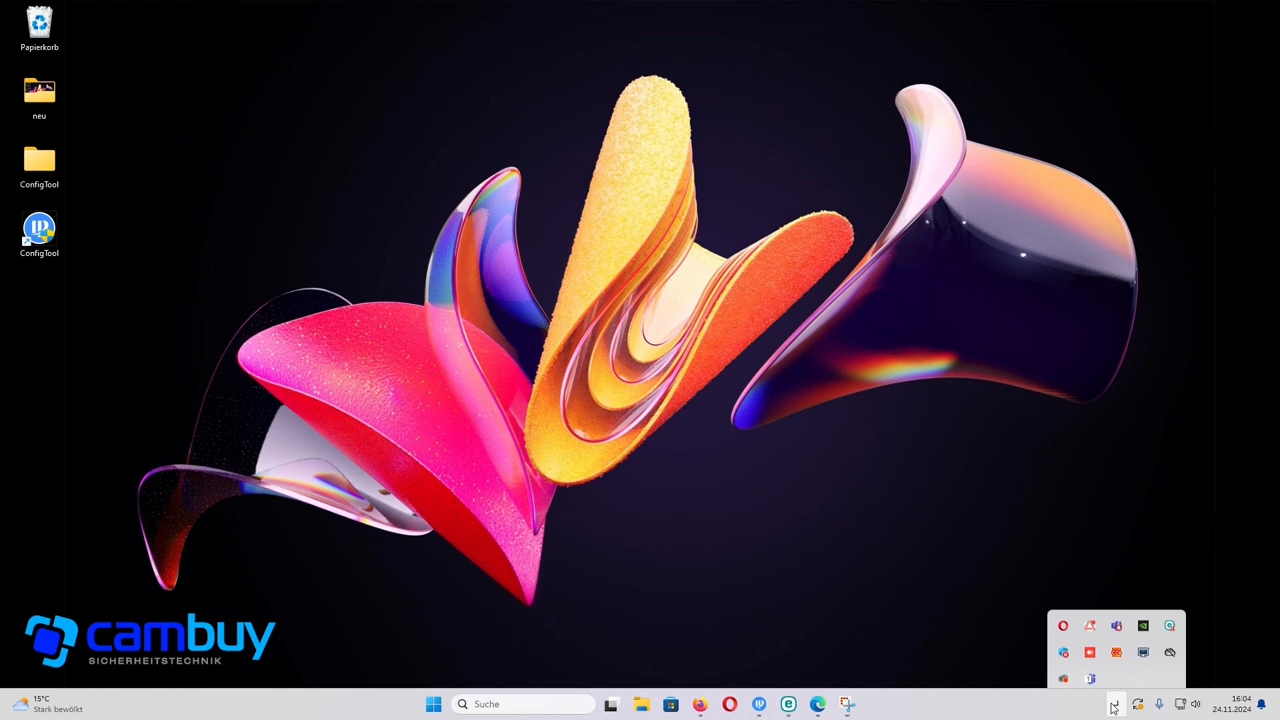 Papierkorb
neu
ConfigTool
ConfigTool
cambuy
SICHERHEITSTECHNIK
15°C
Stark bewölkt
Suche
16:04
24.11.2024